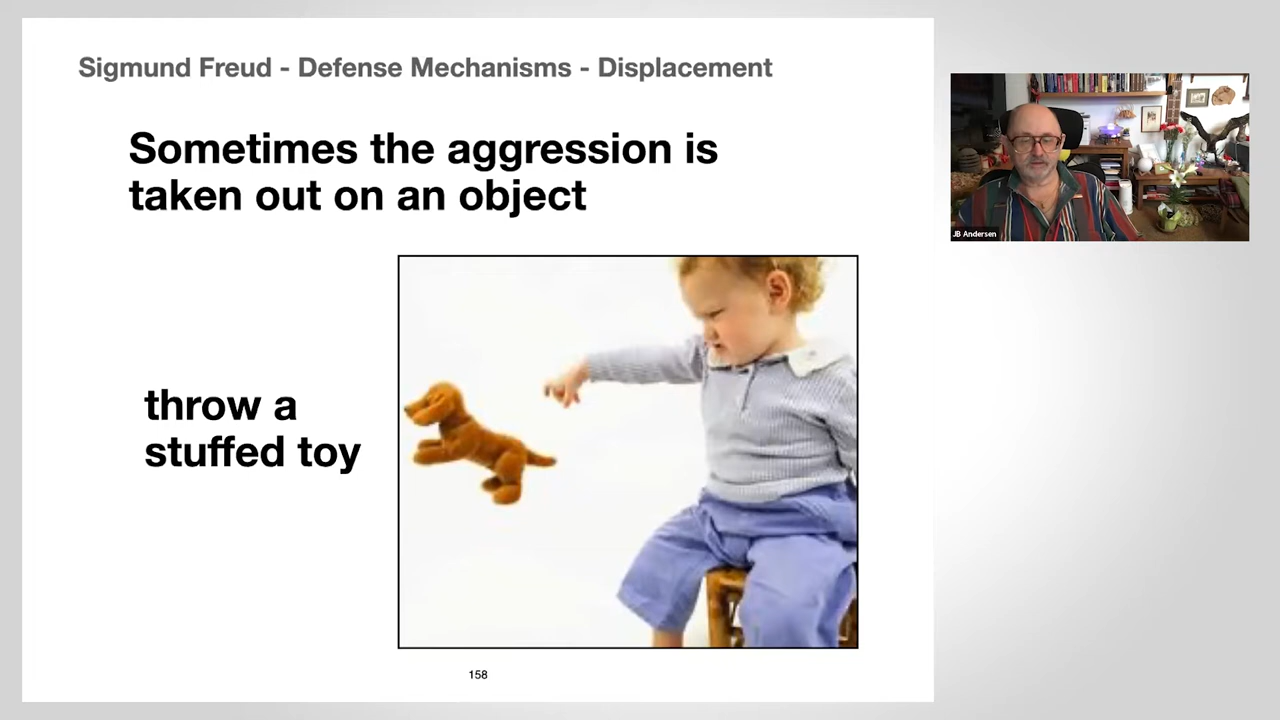 Sigmund Freud - Defense Mechanisms - Displacement
Sometimes the aggression is
taken out on an object
throw a
stuffed toy
158
JB Andersen